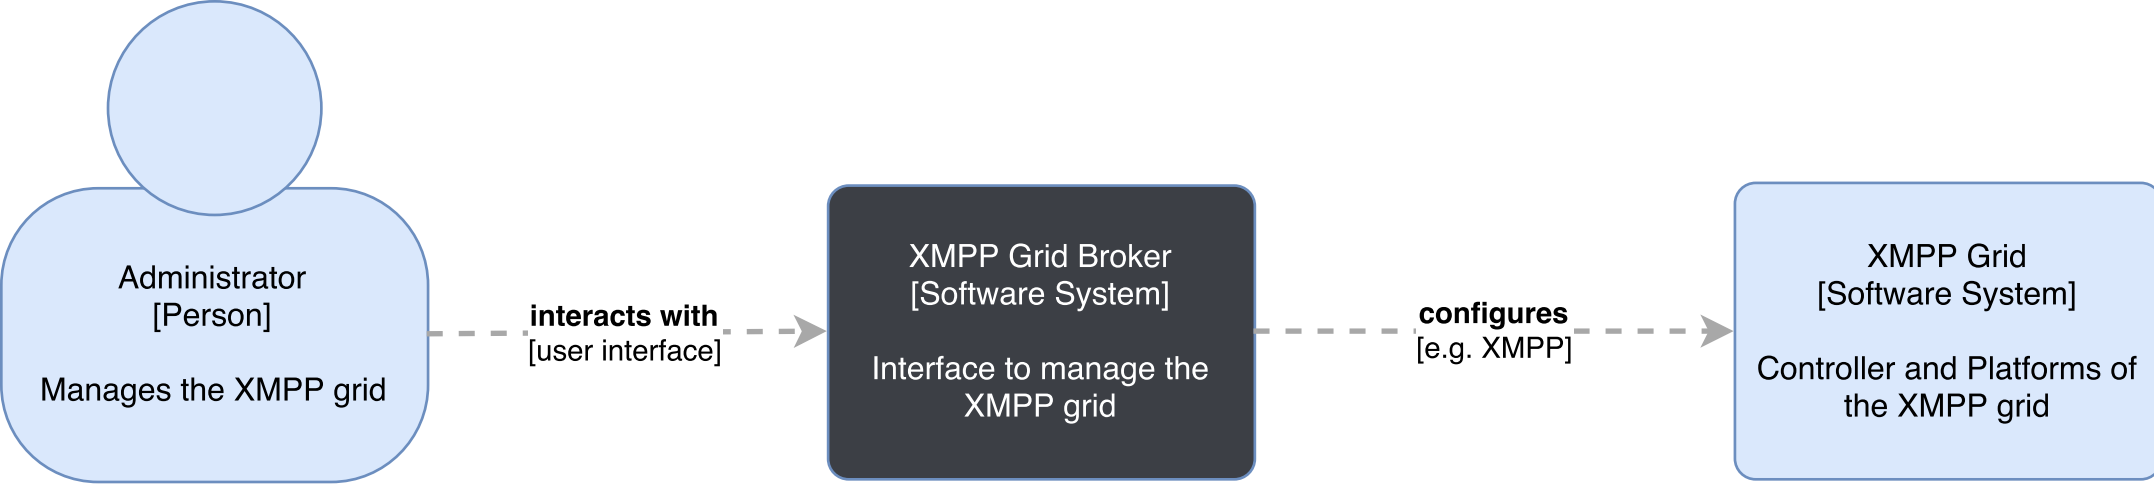 Administrator
[Person]
Manages the XMPP grid
interacts with
[user interface]
XMPP Grid Broker
[Software System]
Interface to manage the
XMPP grid
configures
[e.g. XMPP]
XMPP Grid
[Software System]
Controller and Platforms of
the XMPP grid